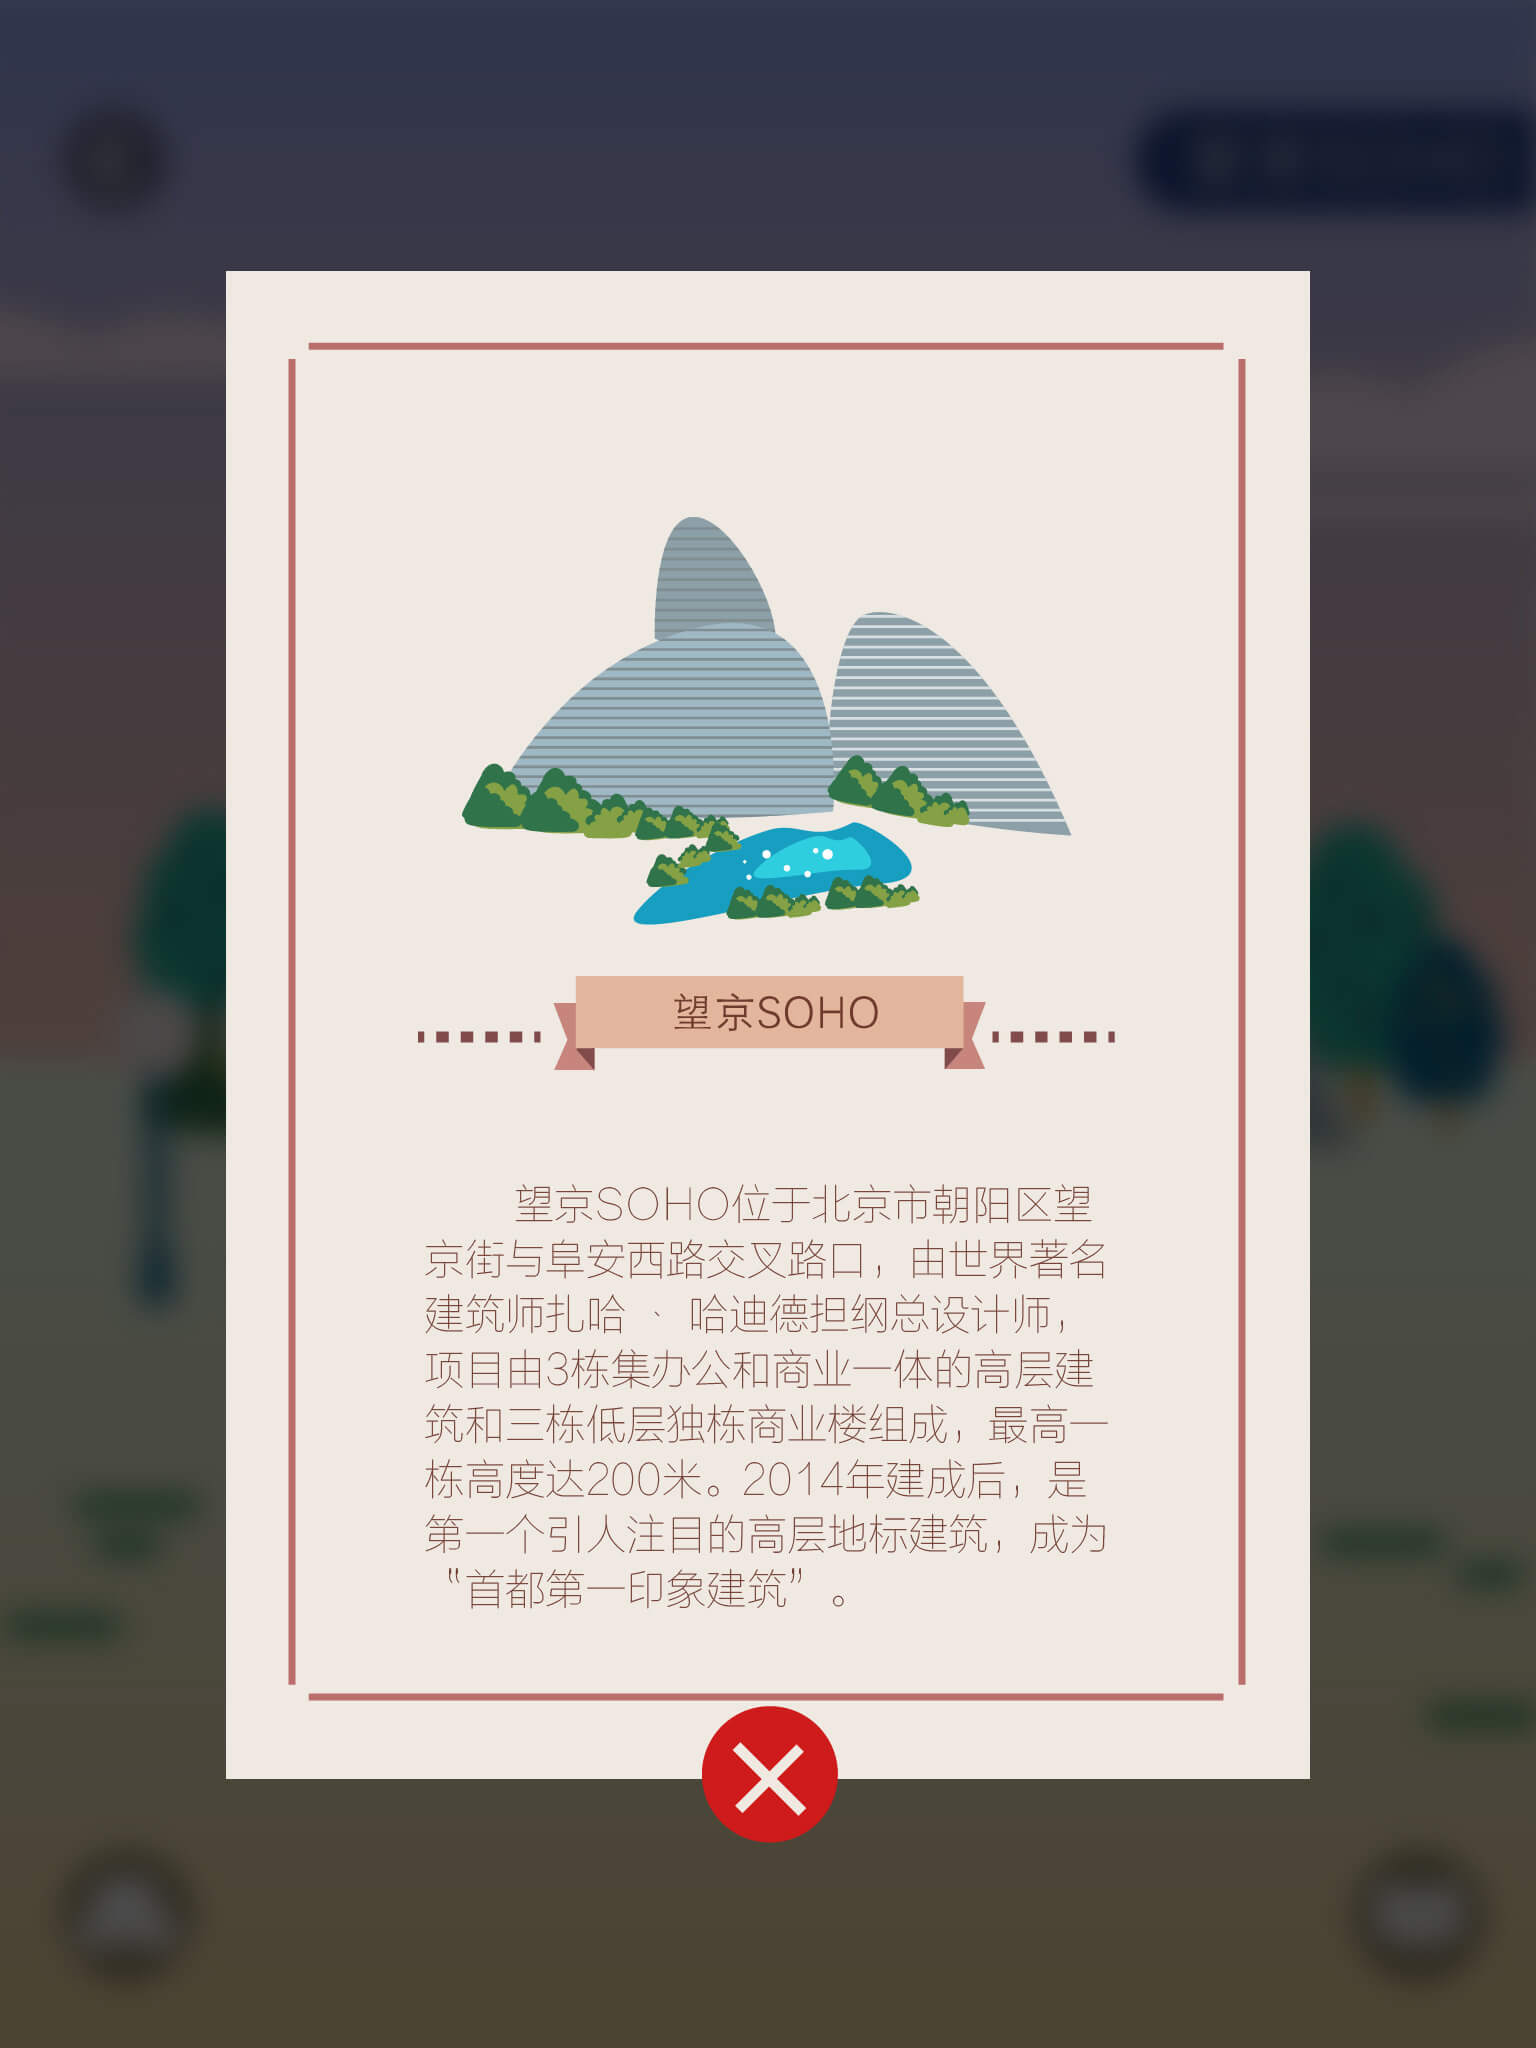 望京SOHO
望京SOHO位于北京市朝阳区望
京街与阜安西路交叉路口，由世界著名
建筑师扎哈 、 哈迪德担纲总设计师，
项目由3栋集办公和商业一体的高层建
筑和三栋低层独栋商业楼组成，最高一
栋高度达200米。2014年建成后，是
第一个引人注目的高层地标建筑，成为
“首都第一印象建筑”。